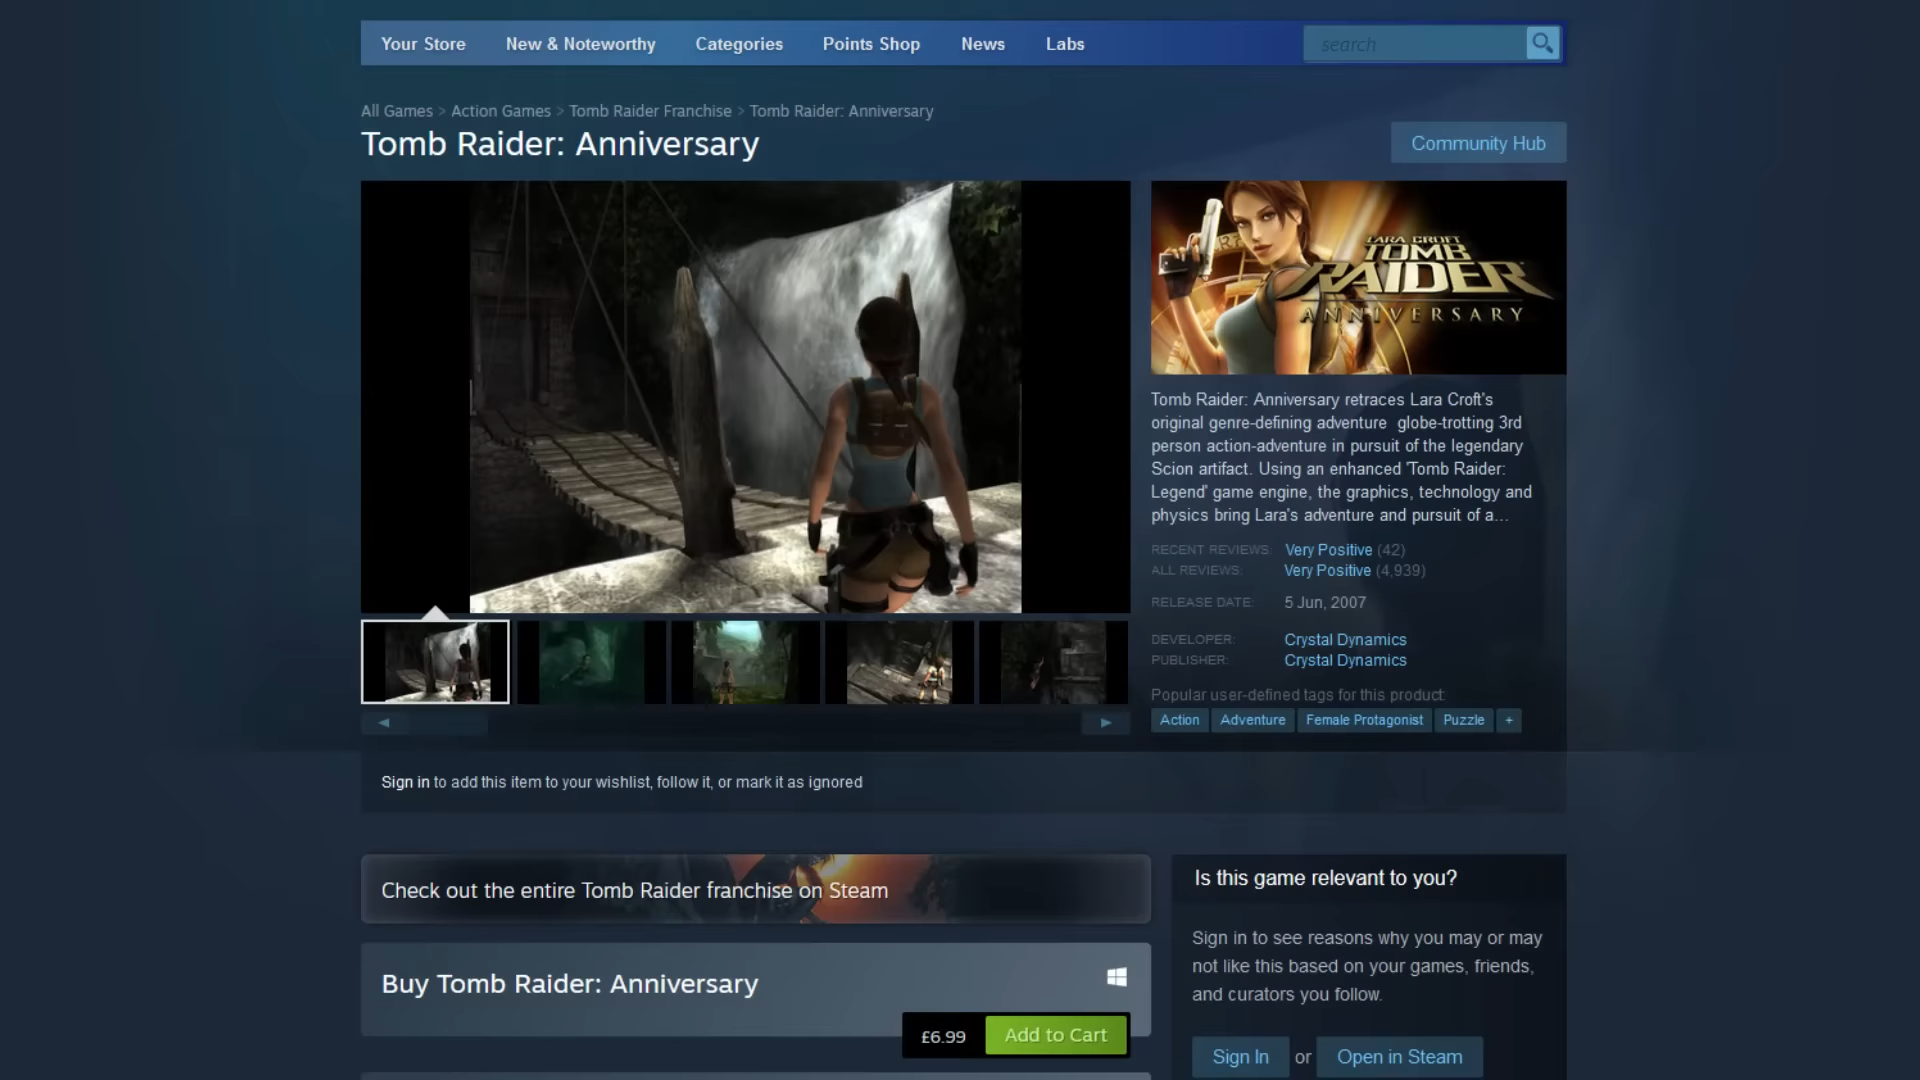 Your Store New & Noteworthy Categories Points Shop News Labs search
All Games > Action Games > Tomb Raider Franchise > Tomb Raider: Anniversary
Tomb Raider: Anniversary
Community Hub
LARA CROFT
TOMB
RAIDER
ANNIVERSARY
Tomb Raider: Anniversary retraces Lara Croft's
original genre-defining adventure  globe-trotting 3rd
person action-adventure in pursuit of the legendary
Scion artifact. Using an enhanced 'Tomb Raider:
Legend' game engine, the graphics, technology and
physics bring Lara's adventure and pursuit of a...
RECENT REVIEWS: Very Positive (42)
ALL REVIEWS: Very Positive (4,939)
RELEASE DATE: 5 Jun, 2007
DEVELOPER: Crystal Dynamics
PUBLISHER: Crystal Dynamics
Popular user-defined tags for this product:
Action Adventure Female Protagonist Puzzle +
Sign in to add this item to your wishlist, follow it, or mark it as ignored
Check out the entire Tomb Raider franchise on Steam
Buy Tomb Raider: Anniversary
£6.99 Add to Cart
Is this game relevant to you?
Sign in to see reasons why you may or may
not like this based on your games, friends,
and curators you follow.
Sign In or Open in Steam